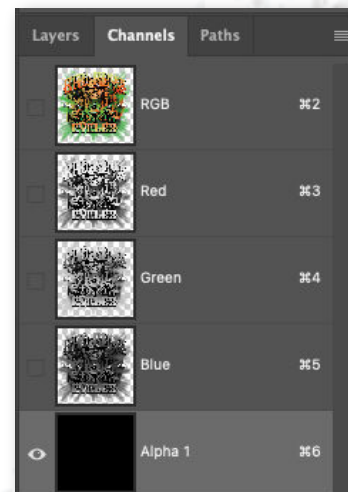 Layers Channels Paths
RGB ⌘2
Red ⌘3
Green ⌘4
Blue ⌘5
Alpha 1 ⌘6